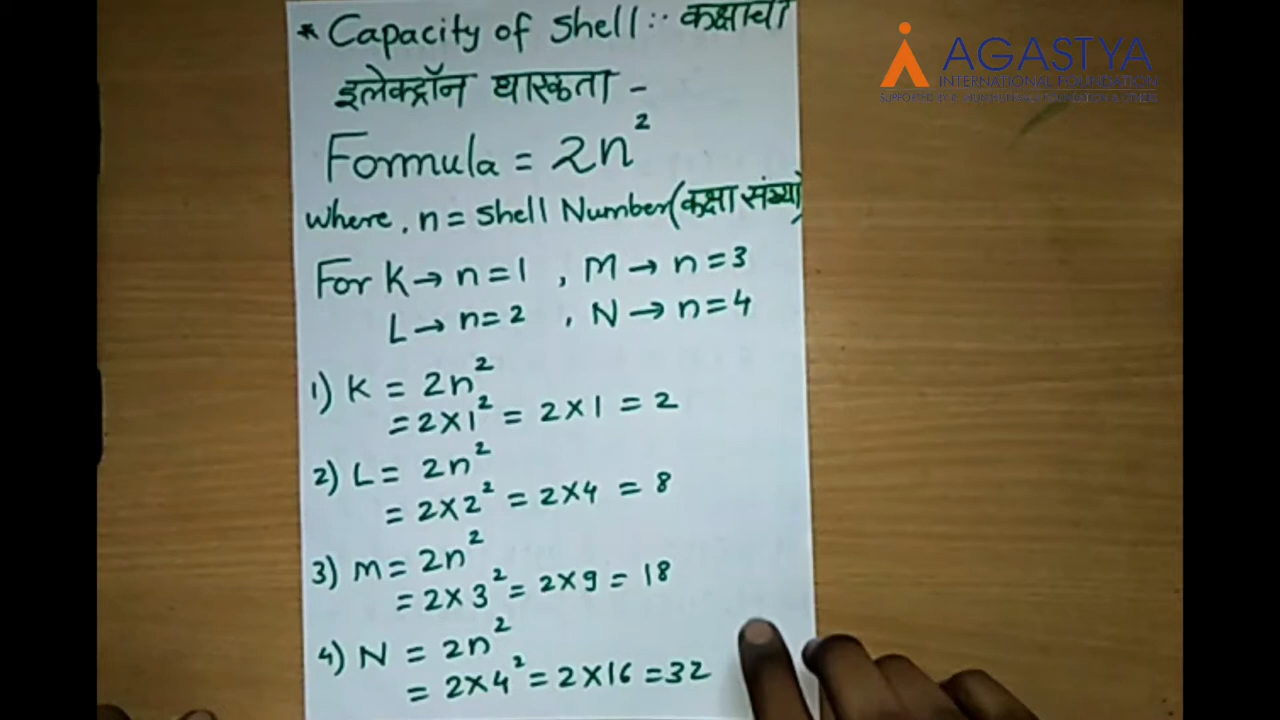 * Capacity of Shell :- कक्षाची
इलेक्ट्रॉन धारकता -
Formula = 2n²
where, n = Shell Number (कक्षा संख्या)
For K → n = 1 , M → n = 3
L → n = 2 , N → n = 4
1) K = 2n²
= 2×1² = 2×1 = 2
2) L = 2n²
= 2×2² = 2×4 = 8
3) M = 2n²
= 2×3² = 2×9 = 18
4) N = 2n²
= 2×4² = 2×16 = 32
AGASTYA
INTERNATIONAL FOUNDATION